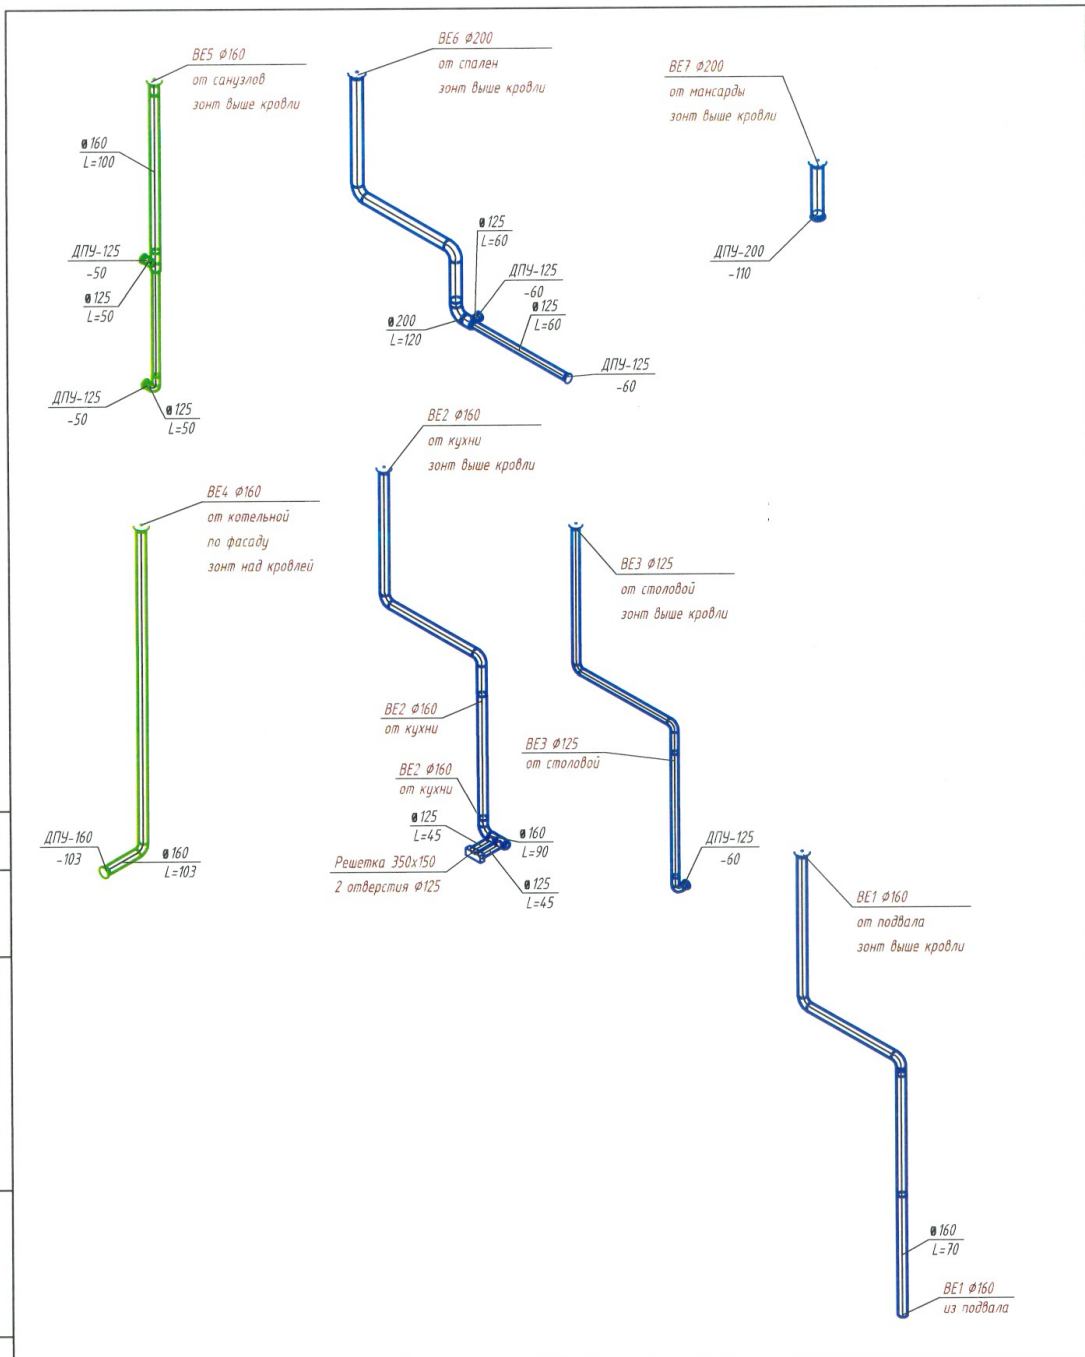 ВЕ5 ф160
от санузлов
зонт выше кровли
ø160
L=100
ДПУ-125
-50
ø125
L=50
ДПУ-125
-50
ø125
L=50
ВЕ6 ф200
от спален
зонт выше кровли
ø125
L=60
ДПУ-125
-60
ø125
L=60
ø200
L=120
ДПУ-125
-60
ВЕ7 ф200
от мансарды
зонт выше кровли
ДПУ-200
-110
ВЕ4 ф160
от котельной
по фасаду
зонт над кровлей
ДПУ-160
-103
ø160
L=103
ВЕ2 ф160
от кухни
зонт выше кровли
ВЕ2 ф160
от кухни
ВЕ2 ф160
от кухни
ø125
L=45
ø160
L=90
Решетка 350х150
2 отверстия ф125
ø125
L=45
ВЕ3 ф125
от столовой
зонт выше кровли
ВЕ3 ф125
от столовой
ДПУ-125
-60
ВЕ1 ф160
от подвала
зонт выше кровли
ø160
L=70
ВЕ1 ф160
из подвала